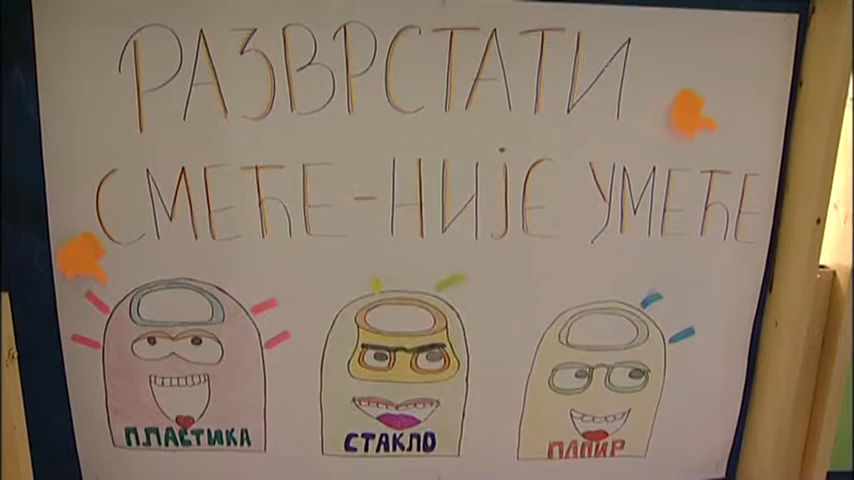 РАЗВРСТАТИ
СМЕЋЕ-НИЈЕ УМЕЋЕ
ПЛАСТИКА
СТАКЛО
ПАПИР